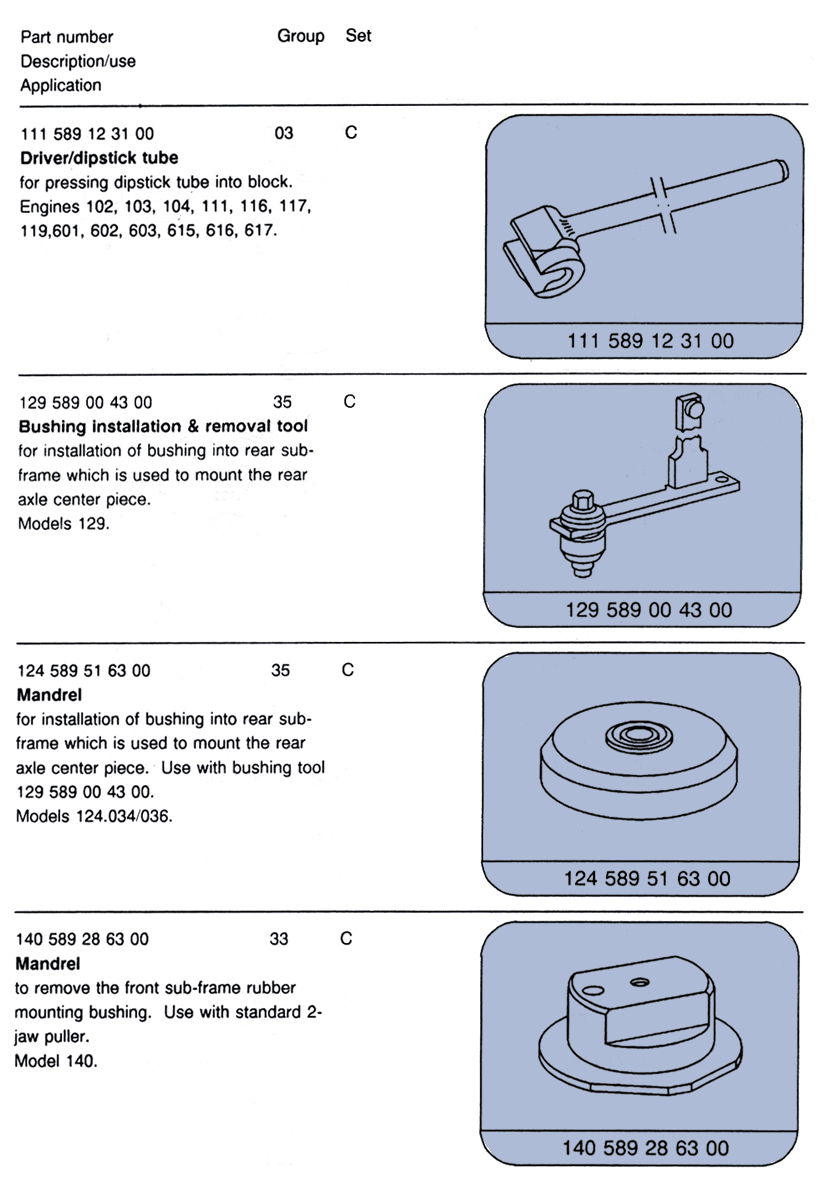 Part number Group Set
Description/use
Application
111 589 12 31 00 03 C
Driver/dipstick tube
for pressing dipstick tube into block.
Engines 102, 103, 104, 111, 116, 117,
119,601, 602, 603, 615, 616, 617.
111 589 12 31 00
129 589 00 43 00 35 C
Bushing installation & removal tool
for installation of bushing into rear sub-
frame which is used to mount the rear
axle center piece.
Models 129.
129 589 00 43 00
124 589 51 63 00 35 C
Mandrel
for installation of bushing into rear sub-
frame which is used to mount the rear
axle center piece. Use with bushing tool
129 589 00 43 00.
Models 124.034/036.
124 589 51 63 00
140 589 28 63 00 33 C
Mandrel
to remove the front sub-frame rubber
mounting bushing. Use with standard 2-
jaw puller.
Model 140.
140 589 28 63 00